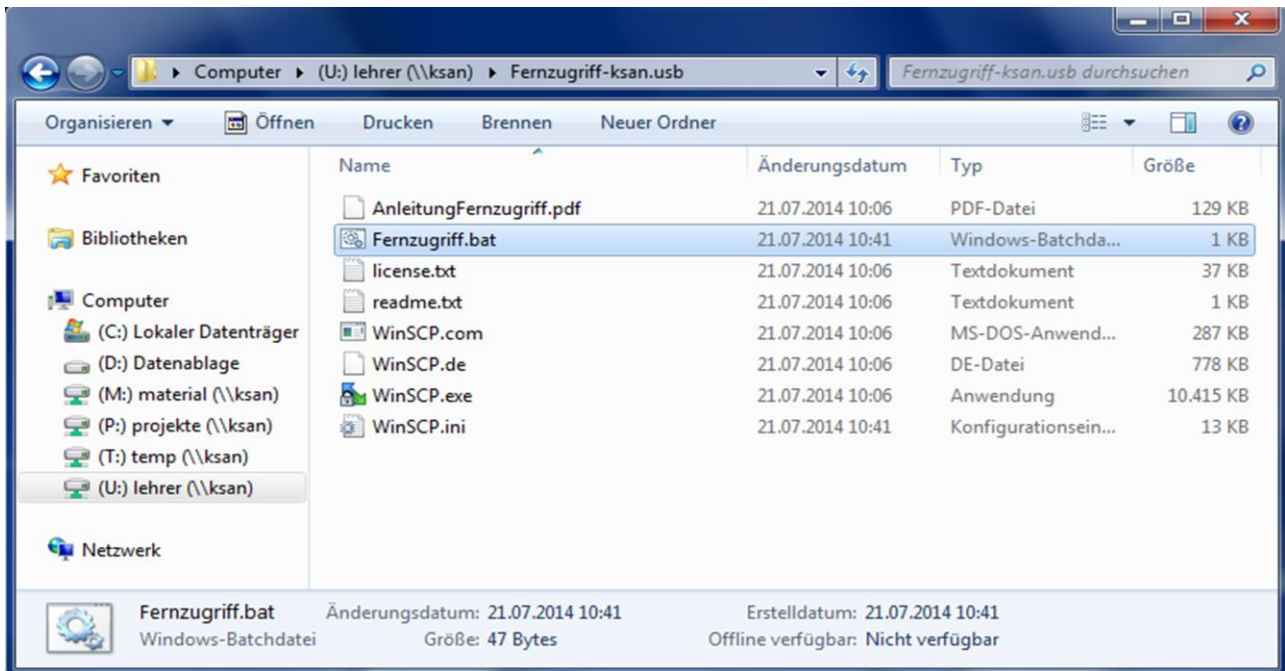 Computer (U:) lehrer (\\ksan) Fernzugriff-ksan.usb Fernzugriff-ksan.usb durchsuchen
Organisieren Öffnen Drucken Brennen Neuer Ordner
Favoriten
Bibliotheken
Computer
(C:) Lokaler Datenträger
(D:) Datenablage
(M:) material (\\ksan)
(P:) projekte (\\ksan)
(T:) temp (\\ksan)
(U:) lehrer (\\ksan)
Netzwerk
Name Änderungsdatum Typ Größe
AnleitungFernzugriff.pdf 21.07.2014 10:06 PDF-Datei 129 KB
Fernzugriff.bat 21.07.2014 10:41 Windows-Batchda... 1 KB
license.txt 21.07.2014 10:06 Textdokument 37 KB
readme.txt 21.07.2014 10:06 Textdokument 1 KB
WinSCP.com 21.07.2014 10:06 MS-DOS-Anwend... 287 KB
WinSCP.de 21.07.2014 10:06 DE-Datei 778 KB
WinSCP.exe 21.07.2014 10:06 Anwendung 10.415 KB
WinSCP.ini 21.07.2014 10:41 Konfigurationsein... 13 KB
Fernzugriff.bat Änderungsdatum: 21.07.2014 10:41 Erstelldatum: 21.07.2014 10:41
Windows-Batchdatei Größe: 47 Bytes Offline verfügbar: Nicht verfügbar